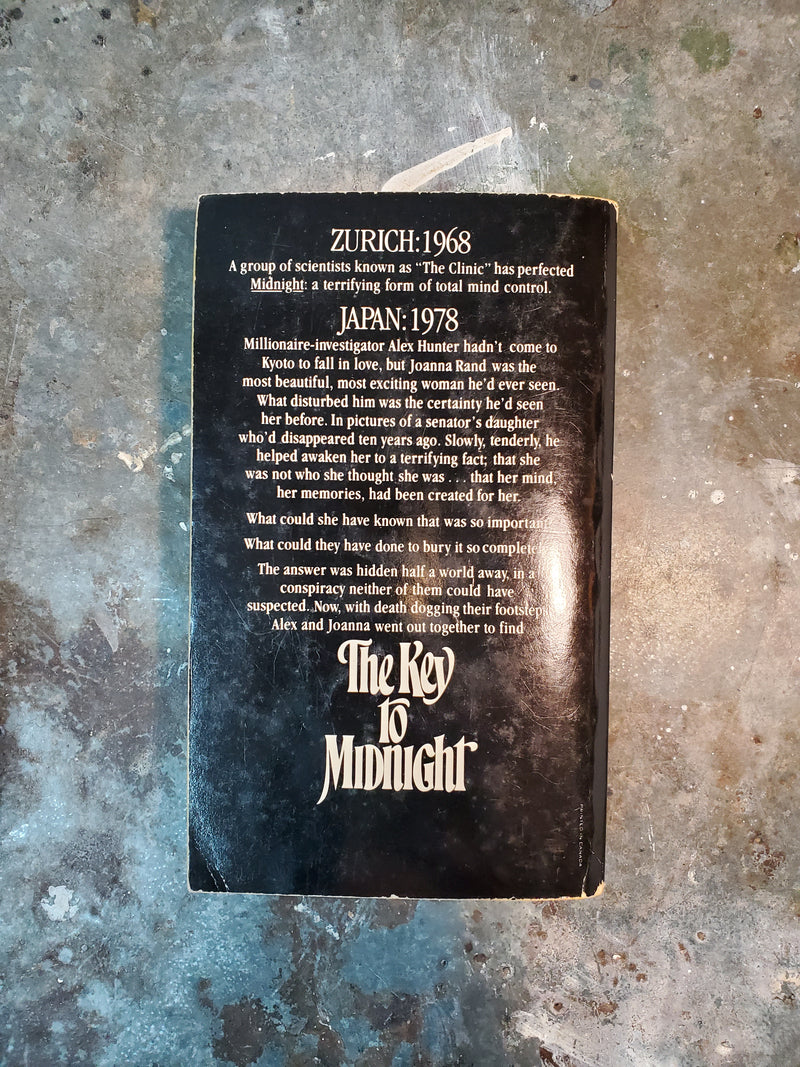 ZURICH:1968
A group of scientists known as "The Clinic" has perfected
Midnight: a terrifying form of total mind control.
JAPAN:1978
Millionaire-investigator Alex Hunter hadn't come to
Kyoto to fall in love, but Joanna Rand was the
most beautiful, most exciting woman he'd ever seen.
What disturbed him was the certainty he'd seen
her before. In pictures of a senator's daughter
who'd disappeared ten years ago. Slowly, tenderly, he
helped awaken her to a terrifying fact; that she
was not who she thought she was . . . that her mind,
her memories, had been created for her.
What could she have known that was so important
What could they have done to bury it so
The answer was hidden half a world away, in a
conspiracy neither of them could have
suspected. Now, with death dogging their footsteps
Alex and Joanna went out together to find
The Key
to
Midnight
PRINTED IN CANADA